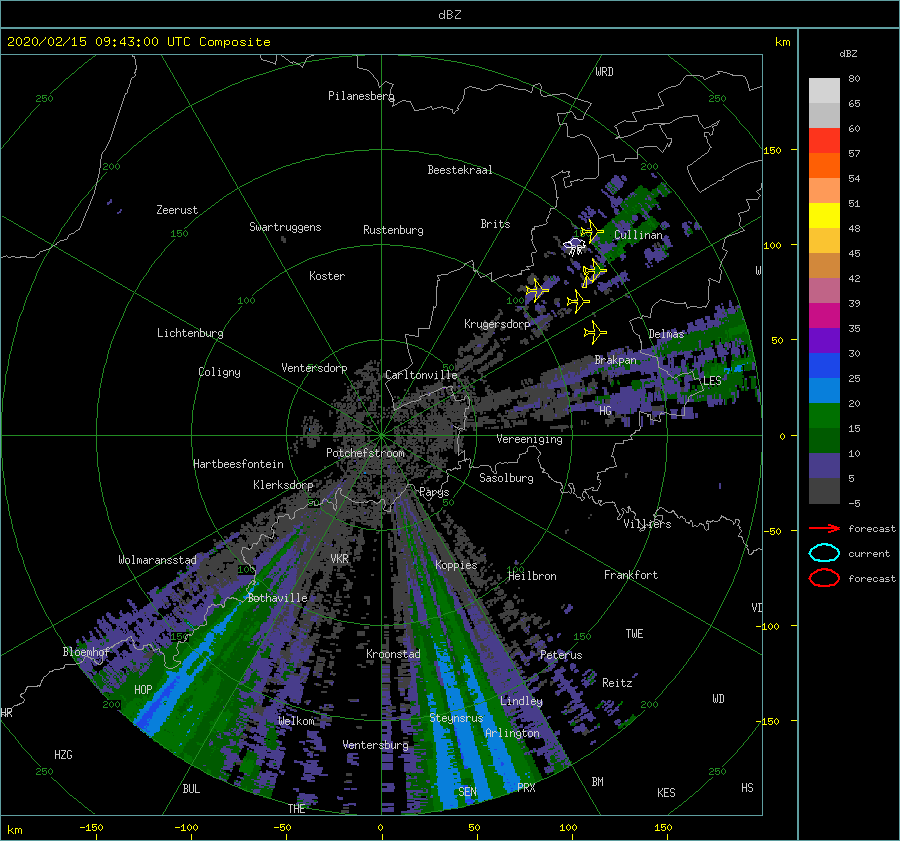 dBZ
2020/02/15 09:43:00 UTC Composite
km
dBZ
WRD
250
250
80
Pilanesberg
65
60
150
57
200
200
Beestekraal
54
Zeerust
51
Swartruggens
Brits
150
Rustenburg
Cullinan
48
100
45
Koster
W
42
100
100
39
Krugersdorp
Lichtenburg
Delmas
35
50
30
Brakpan
Ventersdorp
Coligny
Carltonville
LES
25
HG
20
15
Vereeniging
0
Potchefstroom
10
Hartbeesfontein
Sasolburg
5
Klerksdorp
Parys
50
50
-5
Villiers
forecast
-50
current
Wolmaransstad
VKR
Koppies
100
100
Heilbron
Frankfort
forecast
Bothaville
VI
-100
150
150
TWE
Bloemhof
Kroonstad
Peterus
HOP
Reitz
WD
200
Lindley
200
HR
Welkom
Steynsrus
-150
Arlington
Ventersburg
HZG
250
250
BM
BUL
SEN
PRX
KES
HS
THE
km
-150
-100
-50
0
50
100
150